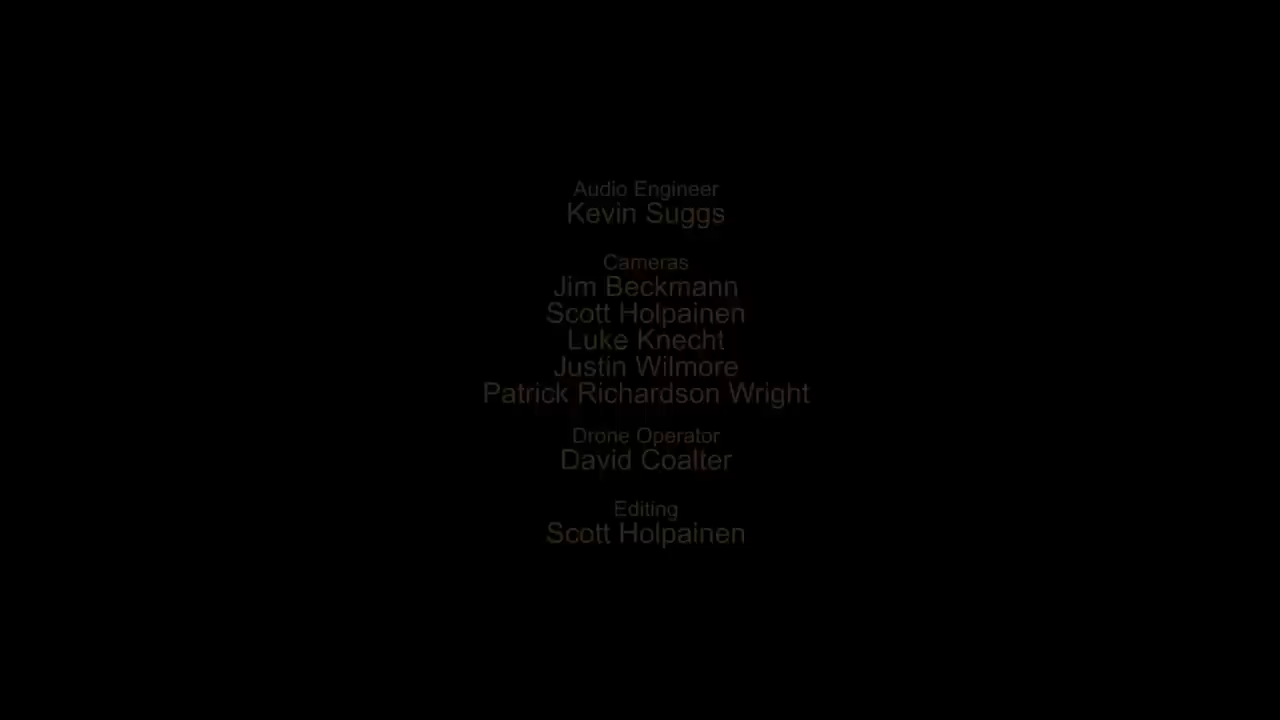 Audio Engineer
Kevin Suggs
Cameras
Jim Beckmann
Scott Holpainen
Luke Knecht
Justin Wilmore
Patrick Richardson Wright
Drone Operator
David Coalter
Editing
Scott Holpainen